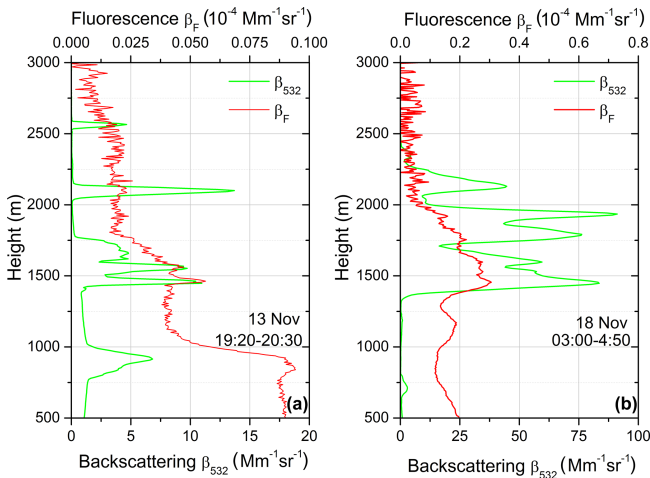 Fluorescence β_F (10⁻⁴ Mm⁻¹sr⁻¹)
0.000 0.025 0.050 0.075 0.100
3000
2500
2000
1500
1000
500
Height (m)
β₅₃₂
β_F
13 Nov
19:20-20:30
(a)
0 5 10 15 20
Backscattering β₅₃₂ (Mm⁻¹sr⁻¹)
Fluorescence β_F (10⁻⁴ Mm⁻¹sr⁻¹)
0.0 0.2 0.4 0.6 0.8
3000
2500
2000
1500
1000
500
Height (m)
β₅₃₂
β_F
18 Nov
03:00-4:50
(b)
0 25 50 75 100
Backscattering β₅₃₂ (Mm⁻¹sr⁻¹)